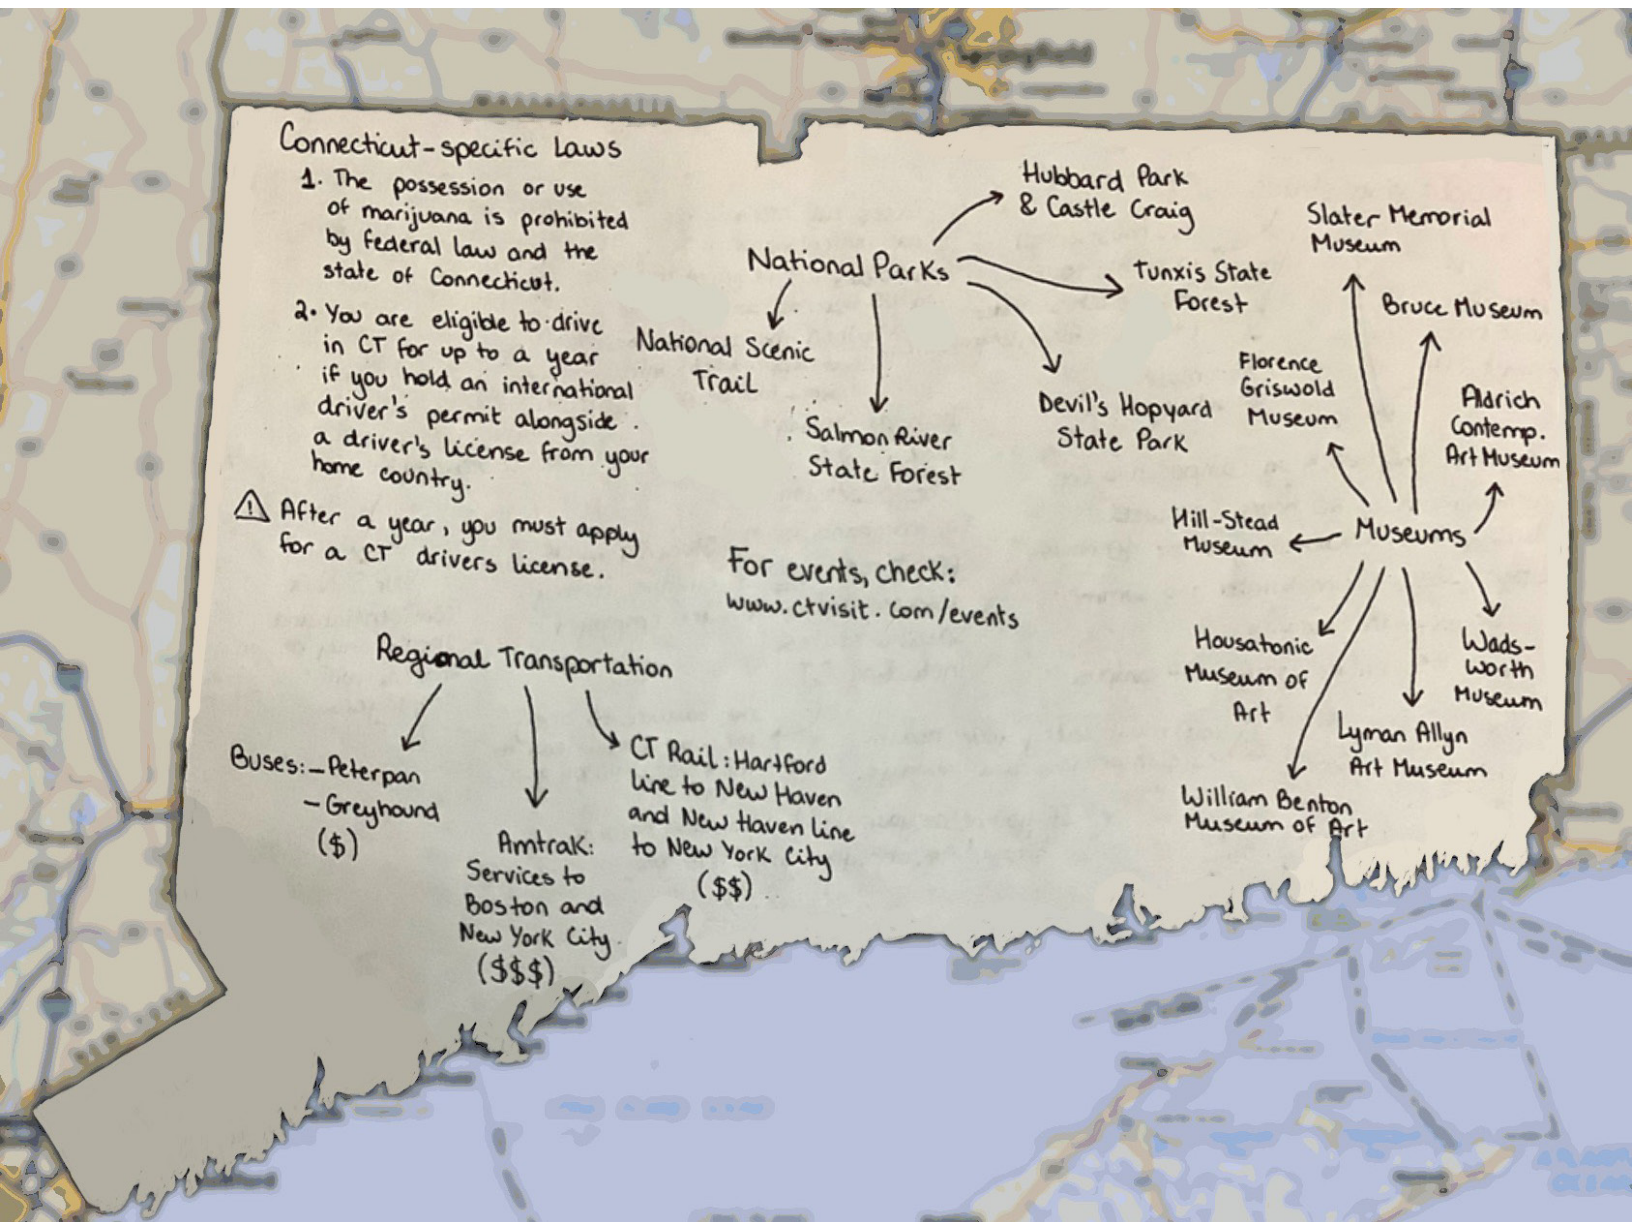 Connecticut-specific Laws
1. The possession or use
of marijuana is prohibited
by federal law and the
state of Connecticut.
2. You are eligible to drive
in CT for up to a year
if you hold an international
driver's permit alongside
a driver's license from your
home country.
After a year, you must apply
for a CT drivers license.
National Parks
Hubbard Park
& Castle Craig
Tunxis State
Forest
Devil's Hopyard
State Park
Salmon River
State Forest
National Scenic
Trail
For events, check:
www.ctvisit.com/events
Museums
Slater Memorial
Museum
Bruce Museum
Florence
Griswold
Museum
Aldrich
Contemp.
Art Museum
Hill-Stead
Museum
Housatonic
Museum of
Art
Wads-
worth
Museum
Lyman Allyn
Art Museum
William Benton
Museum of Art
Regional Transportation
Buses: - Peterpan
- Greyhound
($)
Amtrak:
Services to
Boston and
New York City
($$$)
CT Rail: Hartford
line to New Haven
and New Haven line
to New York City
($$)